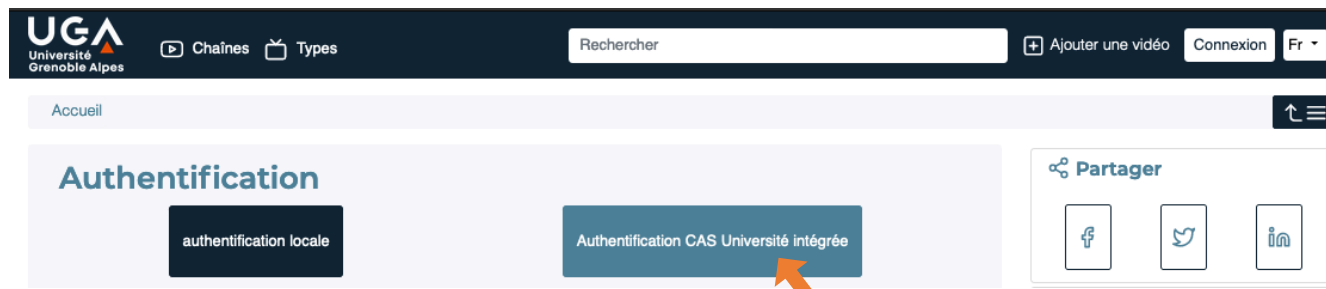 UGA
Université
Grenoble Alpes
Chaînes
Types
Rechercher
Ajouter une vidéo
Connexion
Fr
Accueil
Authentification
authentification locale
Authentification CAS Université intégrée
Partager